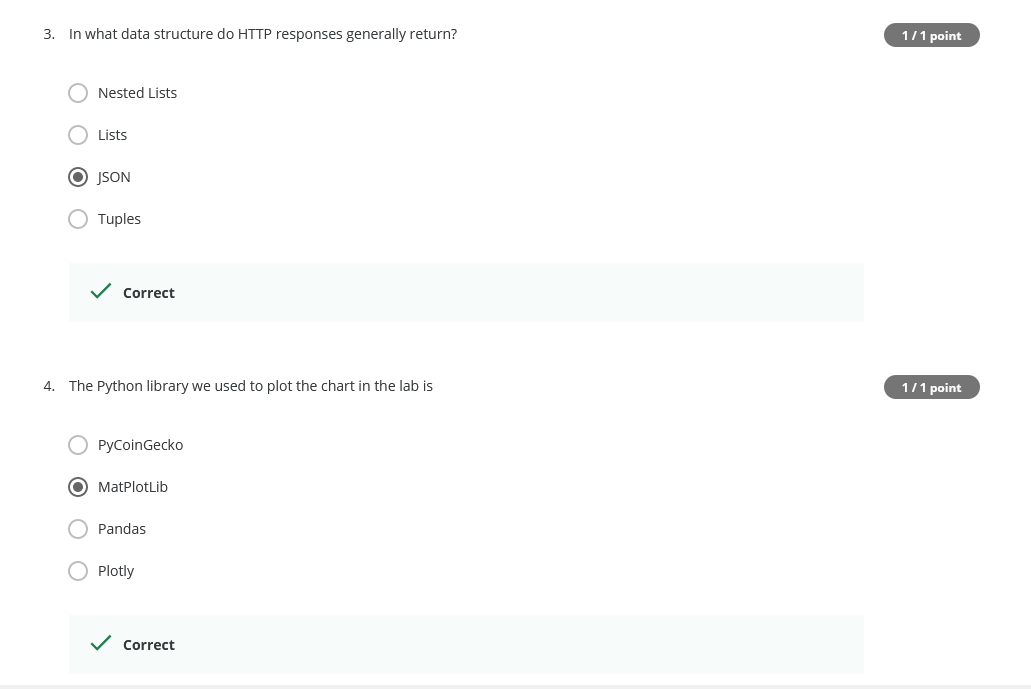 3. In what data structure do HTTP responses generally return?
1 / 1 point
Nested Lists
Lists
JSON
Tuples
Correct
4. The Python library we used to plot the chart in the lab is
1 / 1 point
PyCoinGecko
MatPlotLib
Pandas
Plotly
Correct